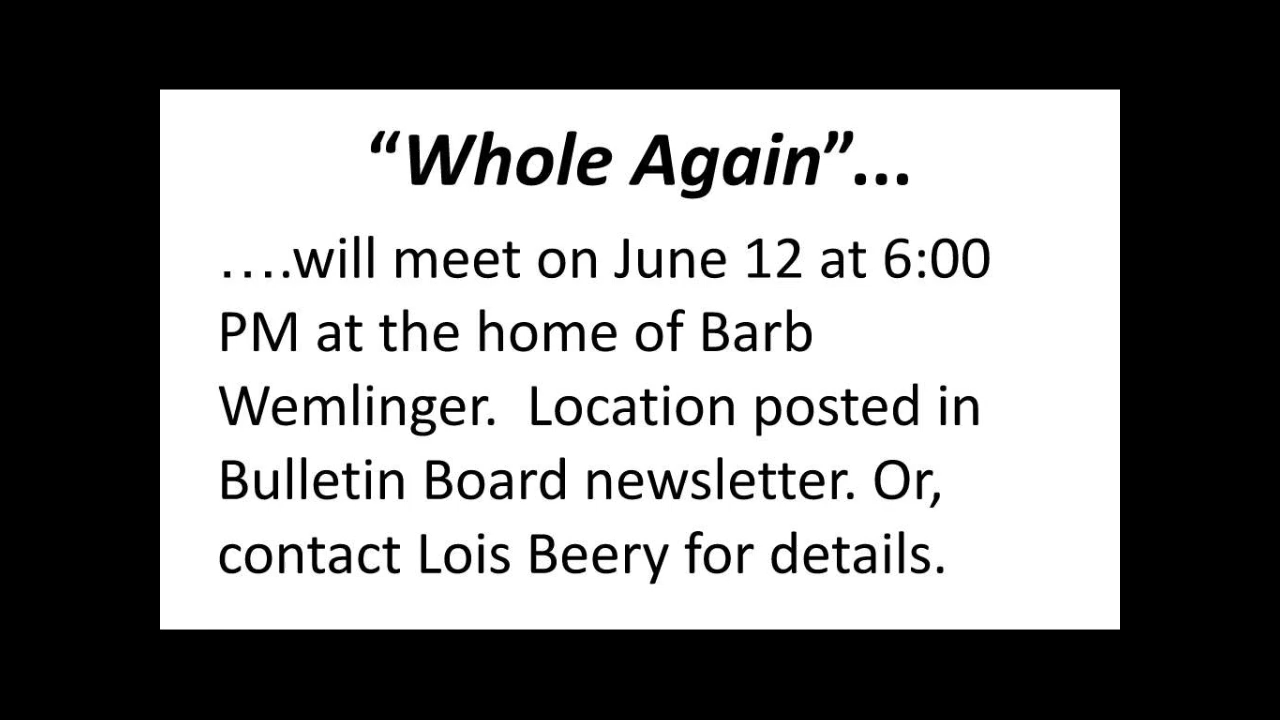 “Whole Again”...
....will meet on June 12 at 6:00
PM at the home of Barb
Wemlinger.  Location posted in
Bulletin Board newsletter. Or,
contact Lois Beery for details.